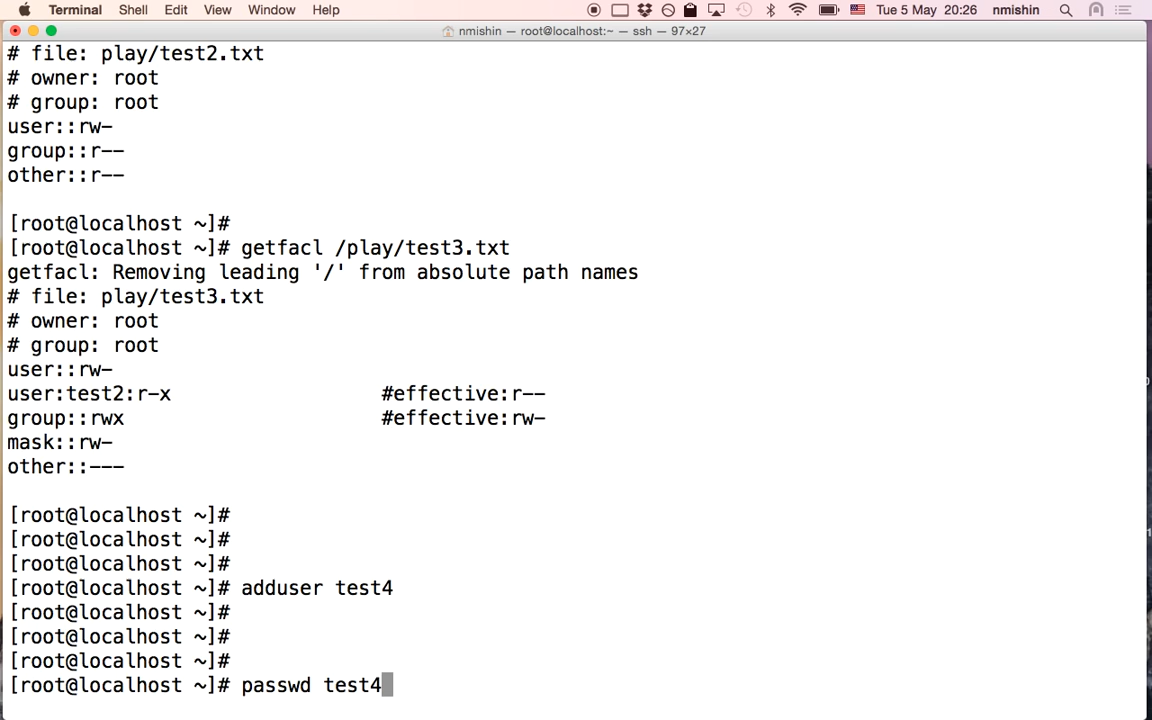 Terminal Shell Edit View Window Help Tue 5 May 20:26 nmishin
nmishin — root@localhost:~ — ssh — 97×27
# file: play/test2.txt
# owner: root
# group: root
user::rw-
group::r--
other::r--
[root@localhost ~]#
[root@localhost ~]# getfacl /play/test3.txt
getfacl: Removing leading '/' from absolute path names
# file: play/test3.txt
# owner: root
# group: root
user::rw-
user:test2:r-x #effective:r--
group::rwx #effective:rw-
mask::rw-
other::---
[root@localhost ~]#
[root@localhost ~]#
[root@localhost ~]#
[root@localhost ~]# adduser test4
[root@localhost ~]#
[root@localhost ~]#
[root@localhost ~]#
[root@localhost ~]# passwd test4